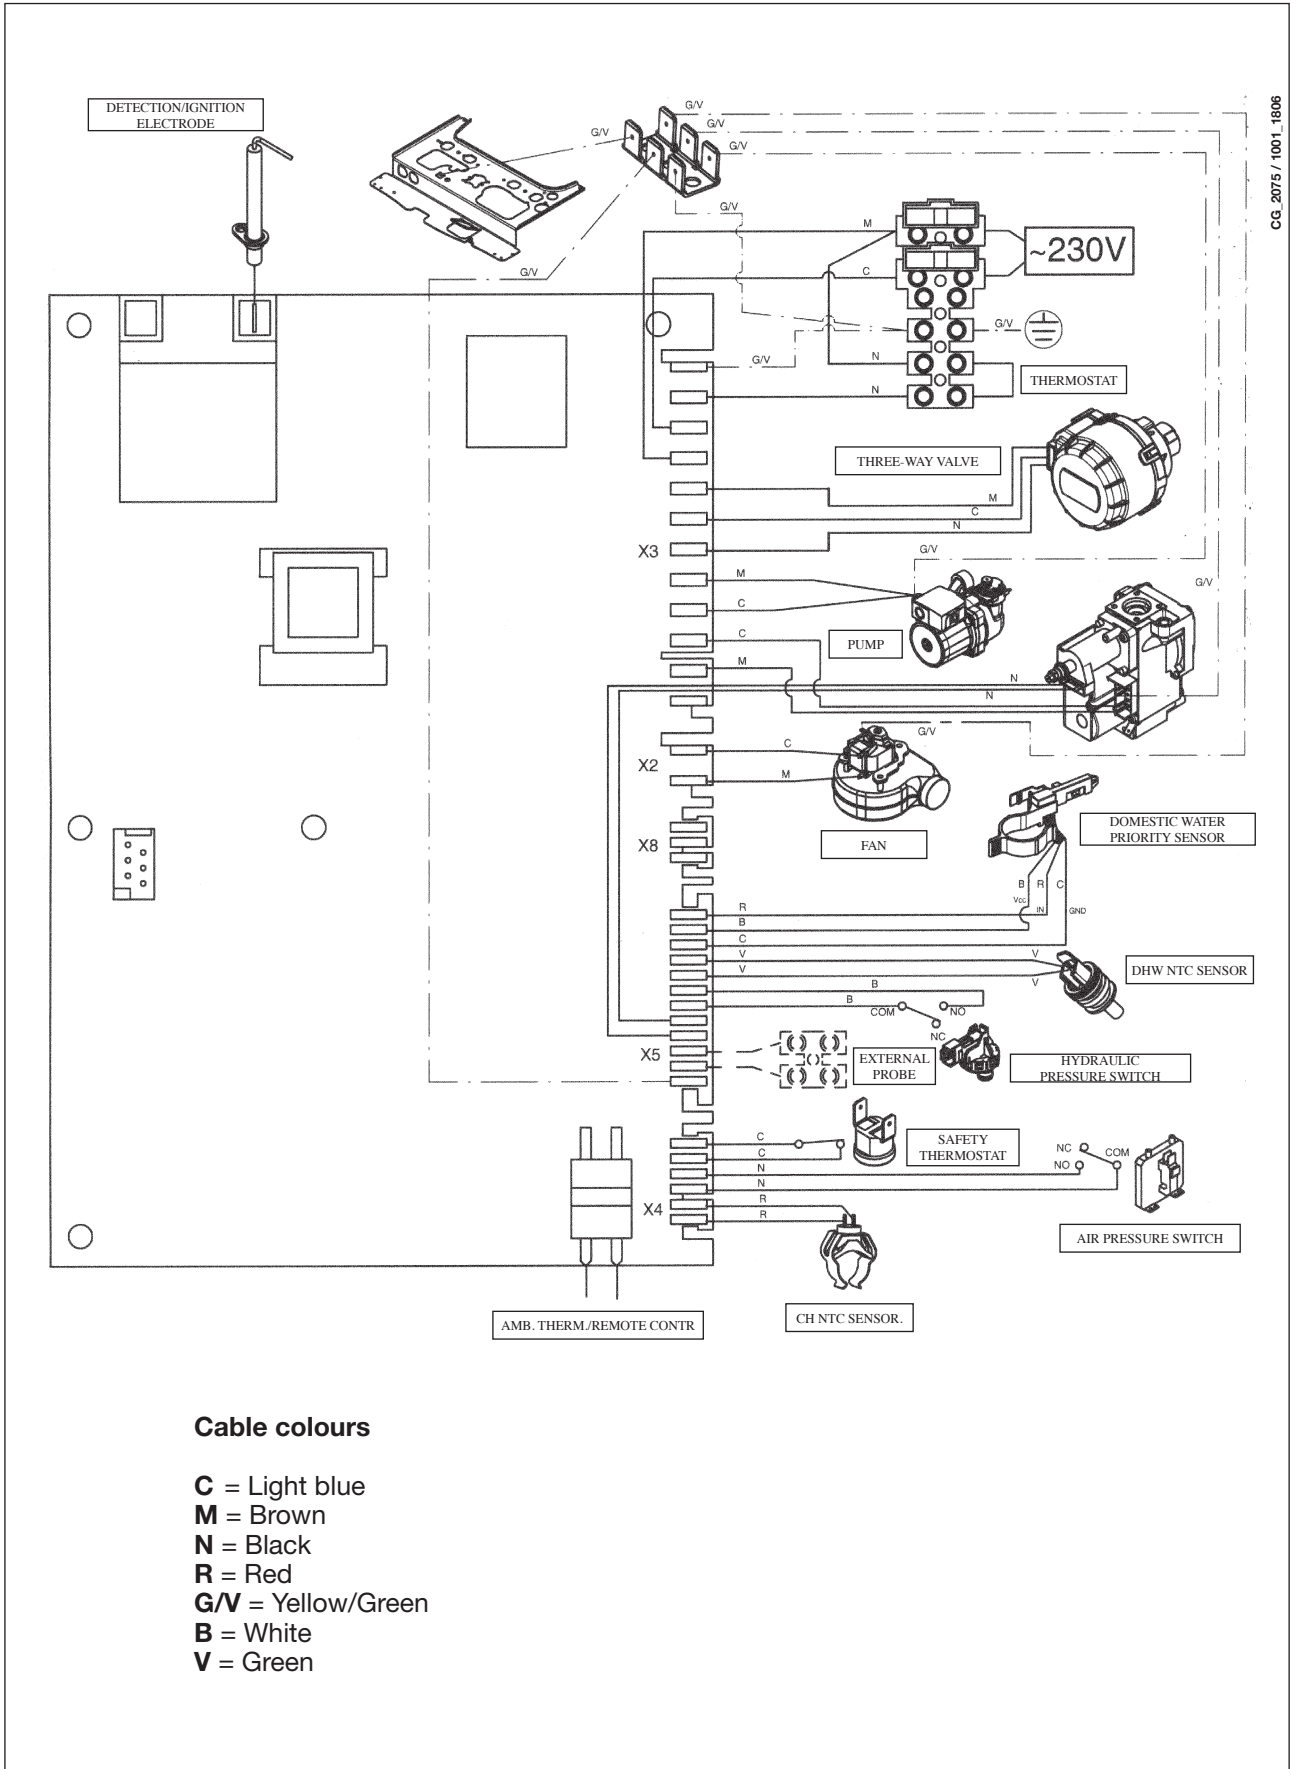 DETECTION/IGNITION
ELECTRODE
G/V
G/V
G/V
G/V
G/V
G/V
CG_2075 / 1001_1806
M
~230V
C
G/V
G/V
N
THERMOSTAT
N
THREE-WAY VALVE
M
C
N
X3
G/V
M
G/V
C
C
PUMP
M
N
N
G/V
C
X2
M
DOMESTIC WATER
PRIORITY SENSOR
X8
FAN
B R C
Vcc
IN
GND
R
B
C
V
V
V
V
DHW NTC SENSOR
B
B
COM
NO
NC
X5
EXTERNAL
PROBE
HYDRAULIC
PRESSURE SWITCH
C
C
SAFETY
THERMOSTAT
NC
COM
NO
N
N
R
X4
R
AIR PRESSURE SWITCH
AMB. THERM./REMOTE CONTR
CH NTC SENSOR.
Cable colours
C = Light blue
M = Brown
N = Black
R = Red
G/V = Yellow/Green
B = White
V = Green